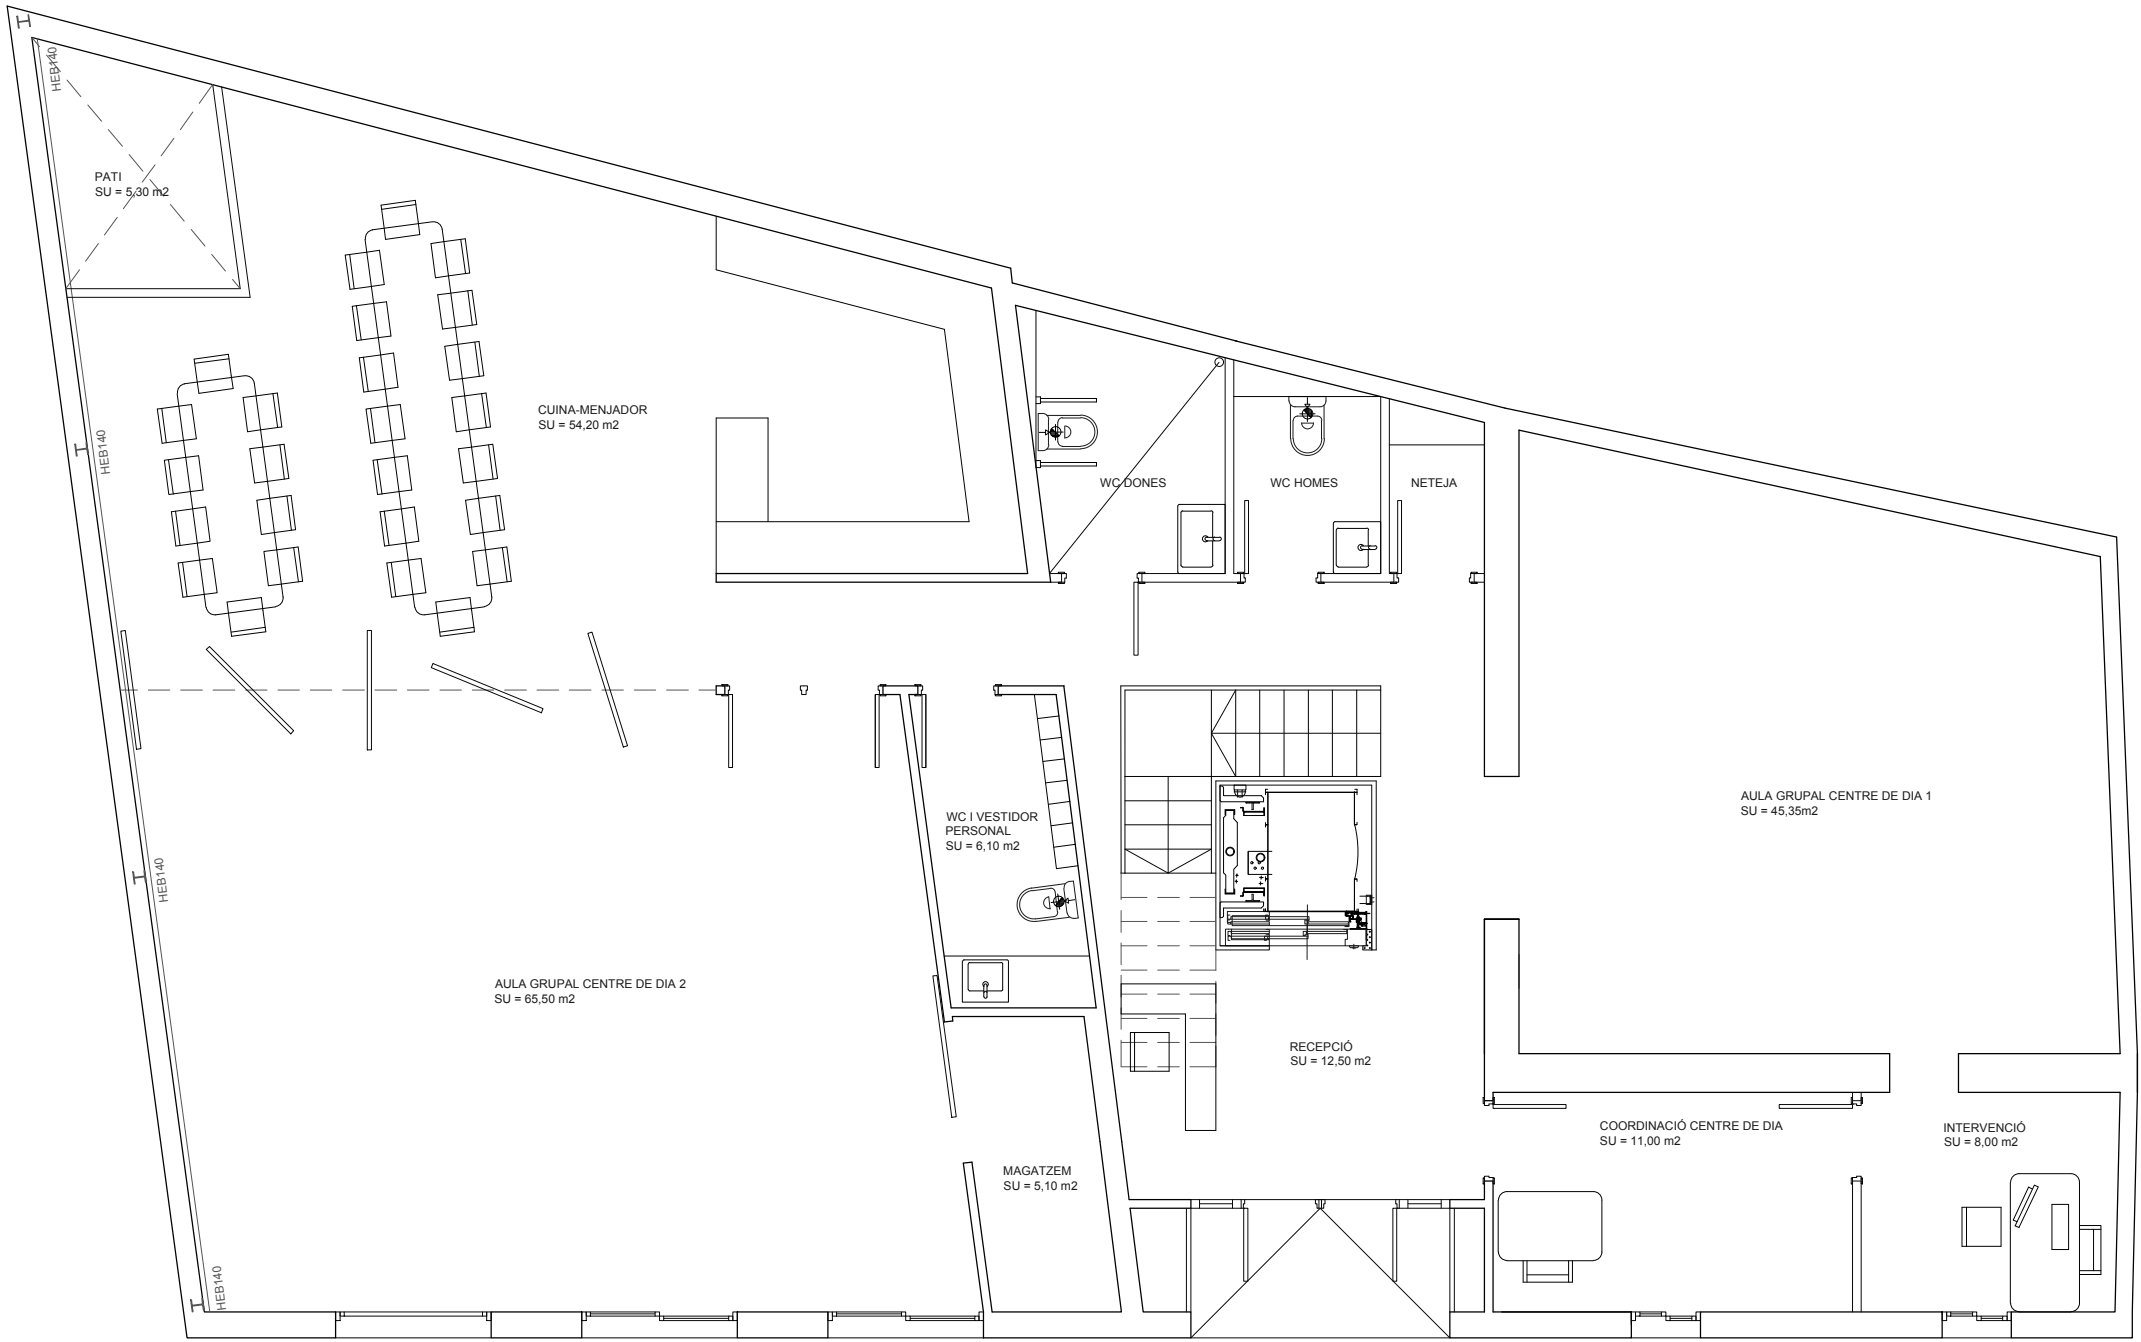 HEB140
PATI
SU = 5,30 m2
CUINA-MENJADOR
SU = 54,20 m2
HEB140
WC DONES
WC HOMES
NETEJA
AULA GRUPAL CENTRE DE DIA 1
SU = 45,35m2
WC I VESTIDOR
PERSONAL
SU = 6,10 m2
HEB140
AULA GRUPAL CENTRE DE DIA 2
SU = 65,50 m2
RECEPCIÓ
SU = 12,50 m2
COORDINACIÓ CENTRE DE DIA
SU = 11,00 m2
INTERVENCIÓ
SU = 8,00 m2
MAGATZEM
SU = 5,10 m2
HEB140